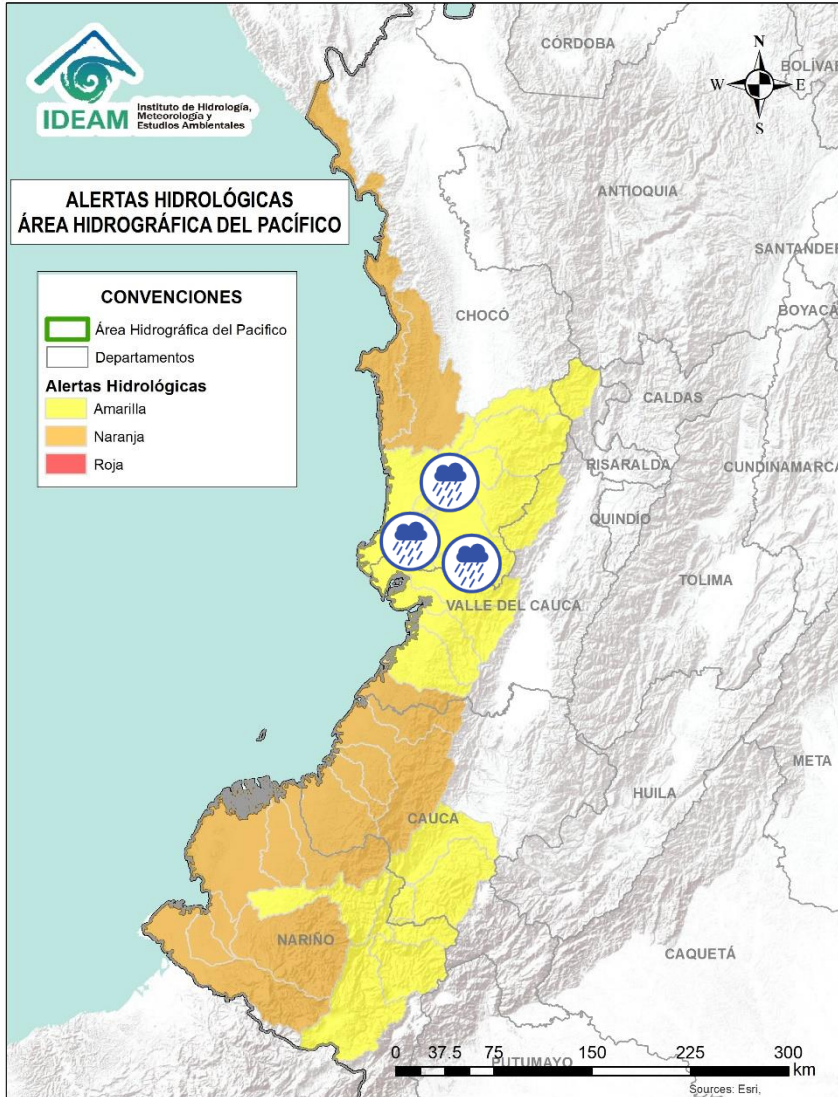 IDEAM
Instituto de Hidrología,
Meteorología y
Estudios Ambientales
ALERTAS HIDROLÓGICAS
ÁREA HIDROGRÁFICA DEL PACÍFICO
CONVENCIONES
Área Hidrográfica del Pacifico
Departamentos
Alertas Hidrológicas
Amarilla
Naranja
Roja
N
W
E
S
CÓRDOBA
BOLÍVAR
ANTIOQUIA
SANTANDER
BOYACÁ
CHOCÓ
CALDAS
RISARALDA
CUNDINAMARCA
QUINDÍO
TOLIMA
VALLE DEL CAUCA
META
HUILA
CAUCA
NARIÑO
CAQUETÁ
PUTUMAYO
0 37.5 75 150 225 300
km
Sources: Esri,